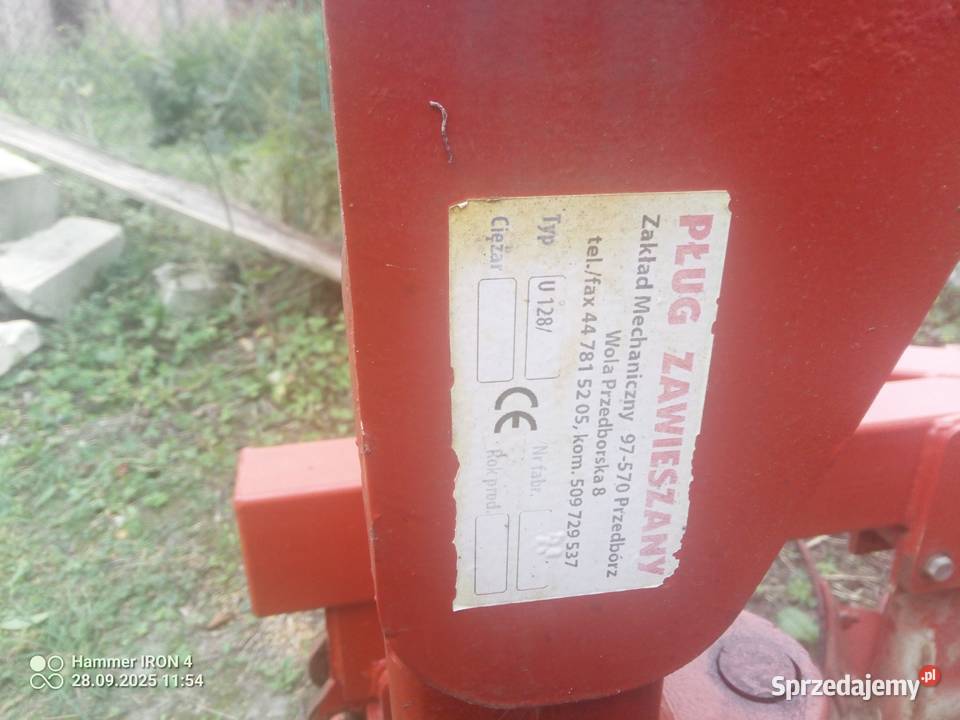 PŁUG ZAWIESZANY
Zakład Mechaniczny 97-570 Przedbórz
Wola Przedborska 8
tel./fax 44 781 52 05, kom. 509 729 537
Typ U 128/ Nr fabr.
Ciężar CE Rok prod.
Hammer IRON 4
28.09.2025 11:54
Sprzedajemy.pl